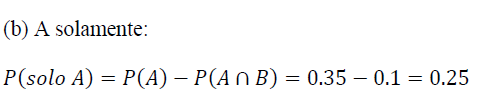 (b) A solamente:
P(solo A) = P(A) − P(A ∩ B) = 0.35 − 0.1 = 0.25